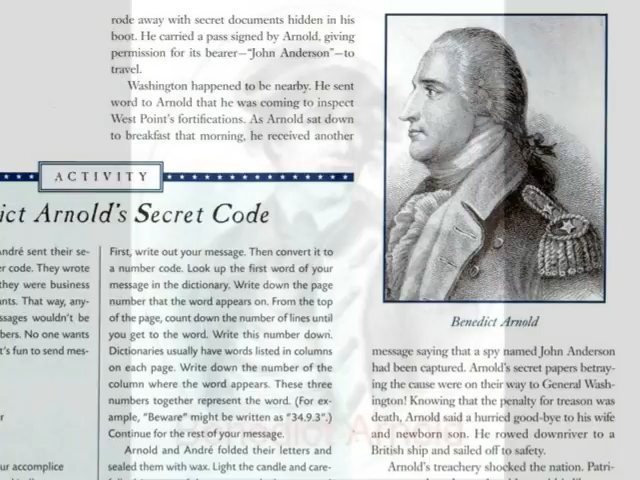 rode away with secret documents hidden in his
boot. He carried a pass signed by Arnold, giving
permission for its bearer—"John Anderson"—to
travel.
Washington happened to be nearby. He sent
word to Arnold that he was coming to inspect
West Point's fortifications. As Arnold sat down
to breakfast that morning, he received another
ACTIVITY
ict Arnold's Secret Code
André sent their se-
er code. They wrote
they were business
nts. That way, any-
ssages wouldn't be
bers. No one wants
t's fun to send mes-
r
ur accomplice
First, write out your message. Then convert it to
a number code. Look up the first word of your
message in the dictionary. Write down the page
number that the word appears on. From the top
of the page, count down the number of lines until
you get to the word. Write this number down.
Dictionaries usually have words listed in columns
on each page. Write down the number of the
column where the word appears. These three
numbers together represent the word. (For ex-
ample, "Beware" might be written as "34.9.3".)
Continue for the rest of your message.
Arnold and André folded their letters and
sealed them with wax. Light the candle and care-
Benedict Arnold
message saying that a spy named John Anderson
had been captured. Arnold's secret papers betray-
ing the cause were on their way to General Wash-
ington! Knowing that the penalty for treason was
death, Arnold said a hurried good-bye to his wife
and newborn son. He rowed downriver to a
British ship and sailed off to safety.
Arnold's treachery shocked the nation. Patri-